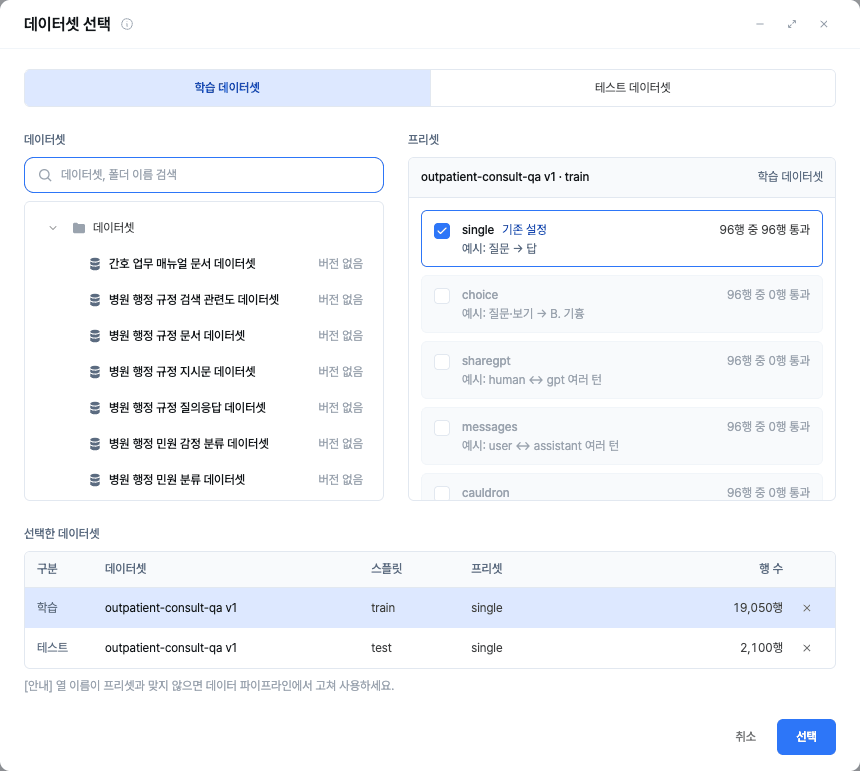 데이터셋 선택
학습 데이터셋
테스트 데이터셋
데이터셋
데이터셋, 폴더 이름 검색
데이터셋
간호 업무 매뉴얼 문서 데이터셋 버전 없음
병원 행정 규정 검색 관련도 데이터셋 버전 없음
병원 행정 규정 문서 데이터셋 버전 없음
병원 행정 규정 지시문 데이터셋 버전 없음
병원 행정 규정 질의응답 데이터셋 버전 없음
병원 행정 민원 감정 분류 데이터셋 버전 없음
병원 행정 민원 분류 데이터셋 버전 없음
프리셋
outpatient-consult-qa v1 · train 학습 데이터셋
single 기존 설정 96행 중 96행 통과
예시: 질문 → 답
choice 96행 중 0행 통과
예시: 질문·보기 → B. 기흉
sharegpt 96행 중 0행 통과
예시: human ↔ gpt 여러 턴
messages 96행 중 0행 통과
예시: user ↔ assistant 여러 턴
cauldron 96행 중 0행 통과
선택한 데이터셋
구분 데이터셋 스플릿 프리셋 행 수
학습 outpatient-consult-qa v1 train single 19,050행
테스트 outpatient-consult-qa v1 test single 2,100행
[안내] 열 이름이 프리셋과 맞지 않으면 데이터 파이프라인에서 고쳐 사용하세요.
취소 선택